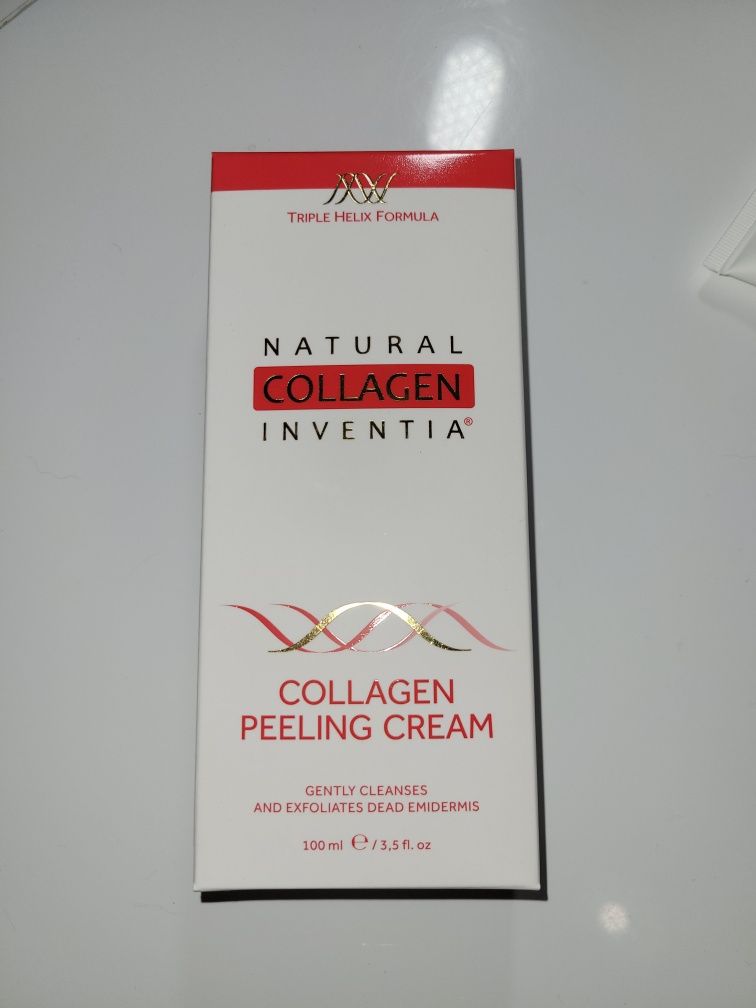 TRIPLE HELIX FORMULA
NATURAL
COLLAGEN
INVENTIA®
COLLAGEN
PEELING CREAM
GENTLY CLEANSES
AND EXFOLIATES DEAD EMIDERMIS
100 ml ℮ / 3,5 fl. oz